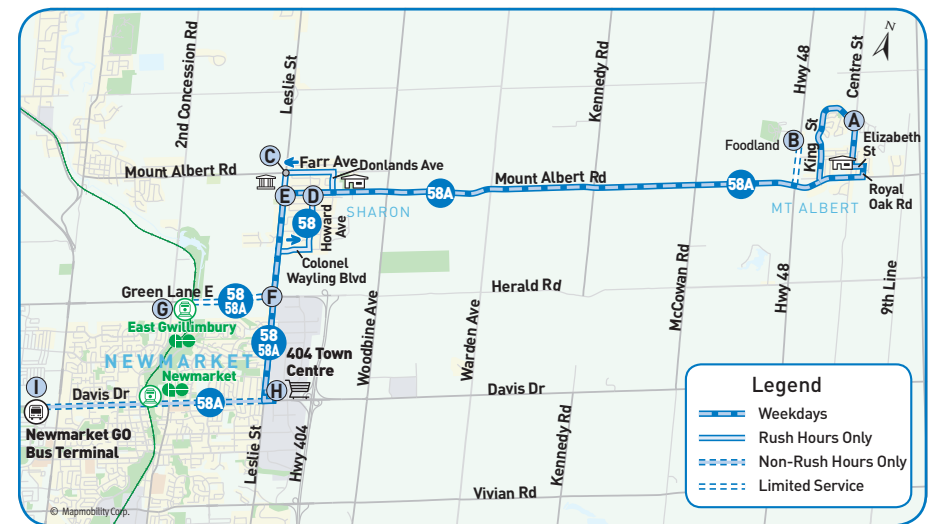 2nd Concession Rd
Leslie St
Kennedy Rd
Hwy 48
Centre St
N
A
B
Foodland
King St
Elizabeth
St
C
Farr Ave
Donlands Ave
Mount Albert Rd
Mount Albert Rd
58A
58A
E
D
SHARON
MT ALBERT
Royal
Oak Rd
58
Howard
Ave
Colonel
Wayling Blvd
Green Lane E
58
58A
F
G
East Gwillimbury
Herald Rd
McCowan Rd
Hwy 48
9th Line
Woodbine Ave
Warden Ave
58
58A
NEWMARKET
404 Town
Centre
Newmarket
H
I
Davis Dr
58A
Davis Dr
Newmarket GO
Bus Terminal
Leslie St
Hwy 404
Kennedy Rd
Vivian Rd
Legend
Weekdays
Rush Hours Only
Non-Rush Hours Only
Limited Service
© Mapmobility Corp.